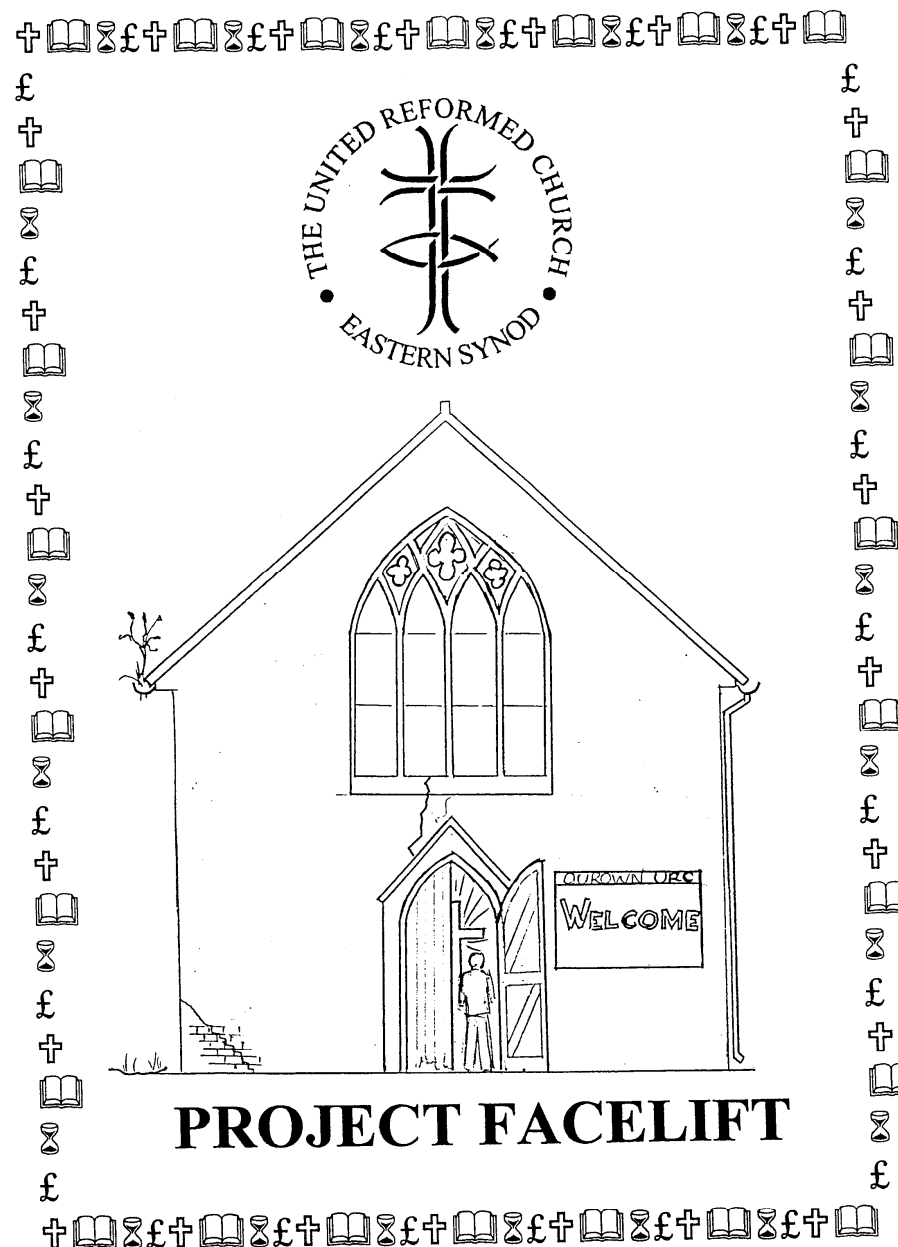 THE UNITED REFORMED CHURCH
EASTERN SYNOD
OUROWN URC
WELCOME
PROJECT FACELIFT